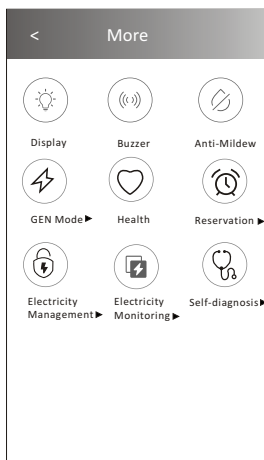 < More
Display Buzzer Anti-Mildew
GEN Mode▶ Health Reservation▶
Electricity Electricity Self-diagnosis▶
Management▶ Monitoring▶